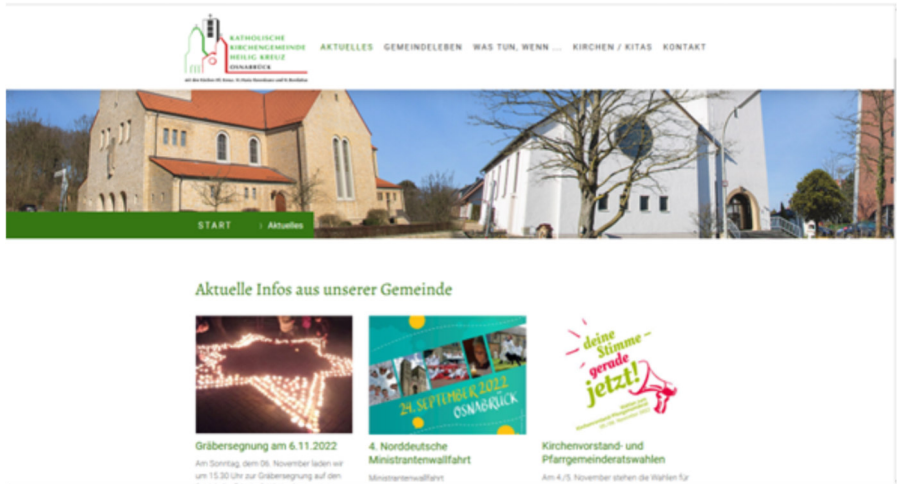 KATHOLISCHE
KIRCHENGEMEINDE
HEILIG KREUZ
OSNABRÜCK
AKTUELLES GEMEINDELEBEN WAS TUN, WENN ... KIRCHEN / KITAS KONTAKT
START | Aktuelles
Aktuelle Infos aus unserer Gemeinde
24. SEPTEMBER 2022
OSNABRÜCK
deine
Stimme –
gerade
jetzt!
Gräbersegnung am 6.11.2022
Am Sonntag, dem 06. November laden wir
um 15.30 Uhr zur Gräbersegnung auf den
4. Norddeutsche
Ministrantenwallfahrt
Ministrantenwallfahrt
Kirchenvorstand- und
Pfarrgemeinderatswahlen
Am 4./5. November stehen die Wahlen für